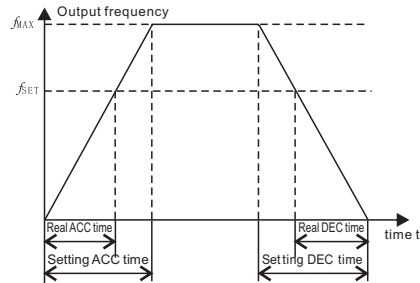 fMAX
Output frequency
fSET
Real ACC time
Real DEC time
time t
Setting ACC time
Setting DEC time